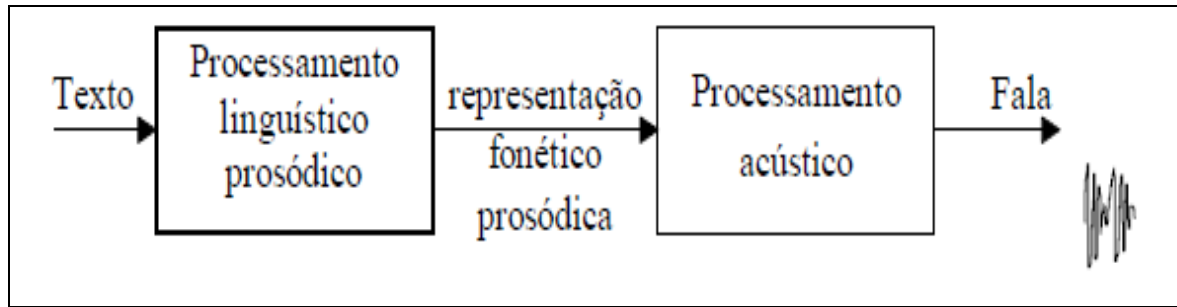 Texto
Processamento
linguístico
prosódico
representação
fonético
prosódica
Processamento
acústico
Fala